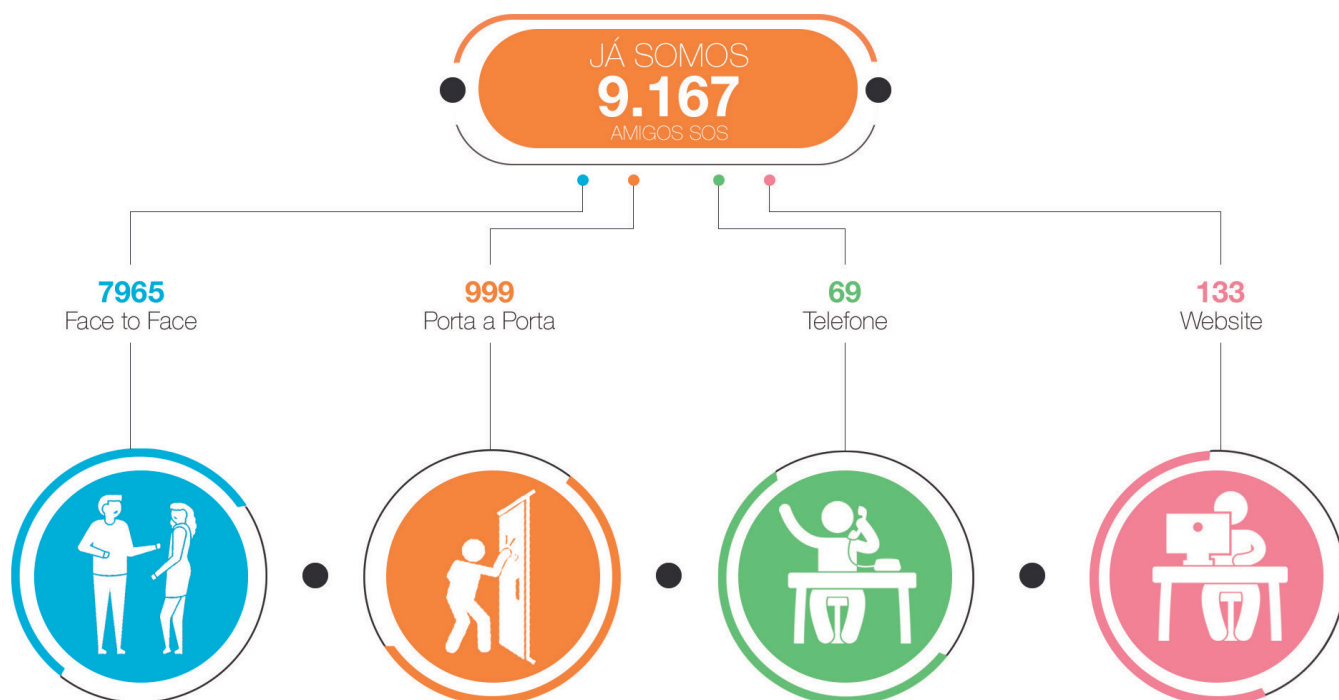 JÁ SOMOS
9.167
AMIGOS SOS
7965
Face to Face
999
Porta a Porta
69
Telefone
133
Website